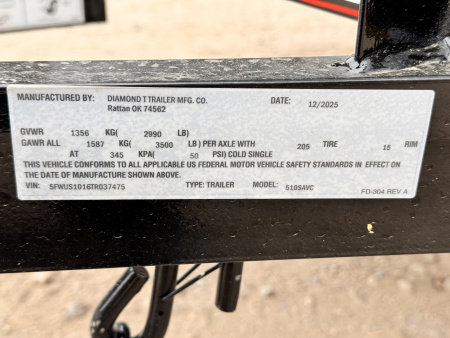 MANUFACTURED BY: DIAMOND T TRAILER MFG. CO. DATE: 12/2025
Rattan OK 74562
GVWR 1356 KG( 2990 LB)
GAWR ALL 1587 KG( 3500 LB) PER AXLE WITH 205 TIRE 15 RIM
AT 345 KPA( 50 PSI) COLD SINGLE
THIS VEHICLE CONFORMS TO ALL APPLICABLE US FEDERAL MOTOR VEHICLE SAFETY STANDARDS IN EFFECT ON
THE DATE OF MANUFACTURE SHOWN ABOVE.
VIN: 5FWUS1016TR037475 TYPE: TRAILER MODEL: 510SAVC
FD-304 REV A